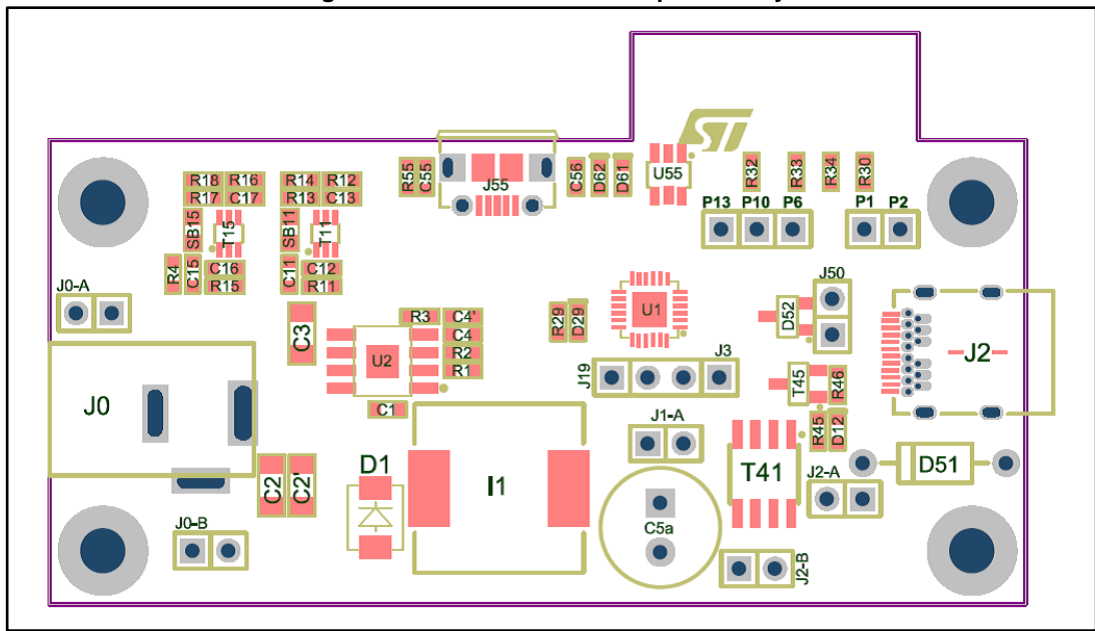 ST
R55
C55
J55
C56
D62
D61
U55
R32
R33
R34
R30
R18
R16
R14
R12
R17
C17
R13
C13
P13
P10
P6
P1
P2
SB15
T15
SB11
T11
R4
C15
C16
R15
C11
C12
R11
J0-A
J50
C3
R3
C4'
R29
D29
U1
D52
C4
U2
R2
R1
J2
J19
J3
T45
R46
J0
C1
J1-A
R45
D12
D1
I1
T41
D51
C2
C2'
J2-A
C5a
J0-B
J2-B